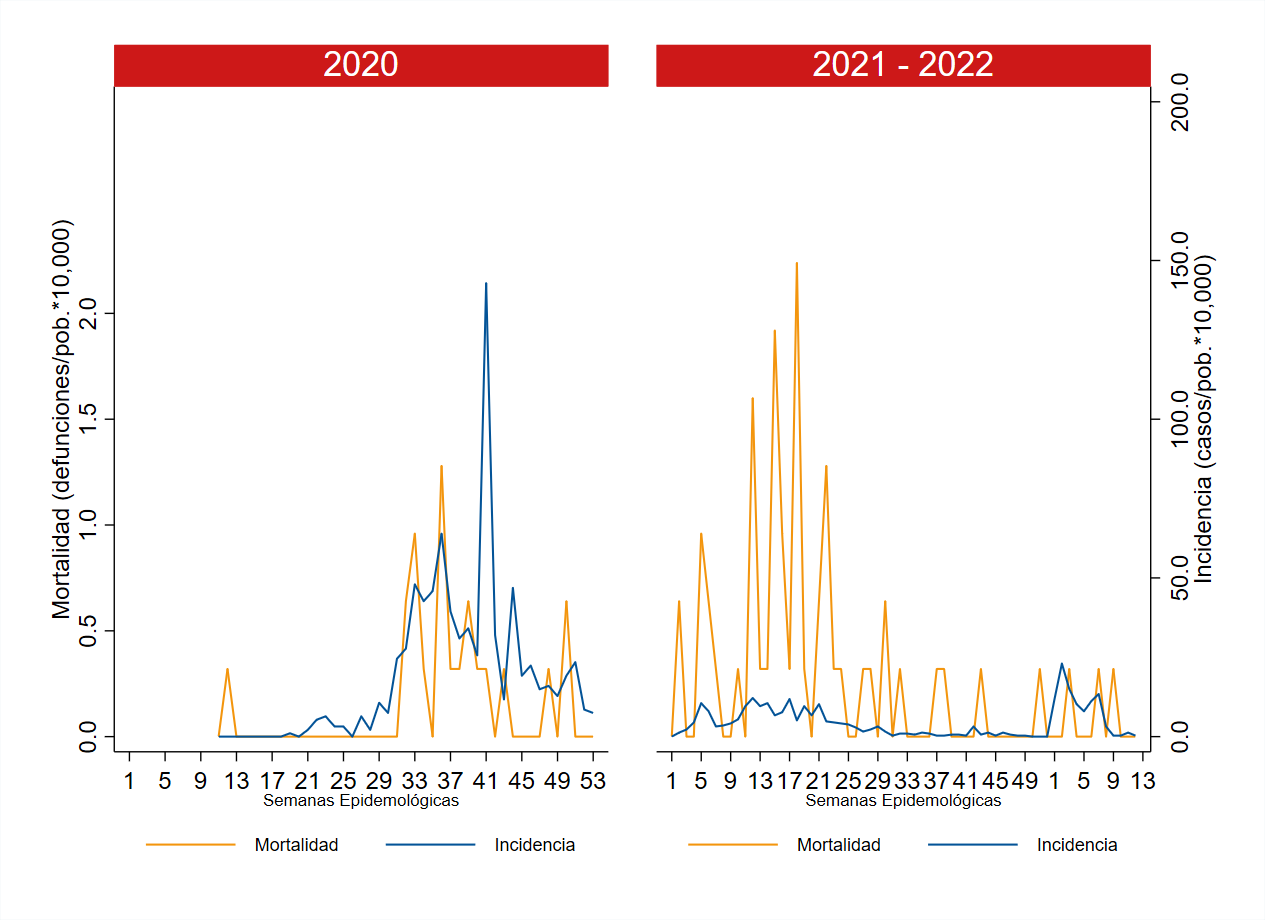 2020
2021 - 2022
Mortalidad (defunciones/pob.*10,000)
0.0 0.5 1.0 1.5 2.0
Incidencia (casos/pob.*10,000)
0.0 50.0 100.0 150.0 200.0
1 5 9 13 17 21 25 29 33 37 41 45 49 53
Semanas Epidemológicas
1 5 9 13 17 21 25 29 33 37 41 45 49 1 5 9 13
Semanas Epidemológicas
Mortalidad Incidencia
Mortalidad Incidencia